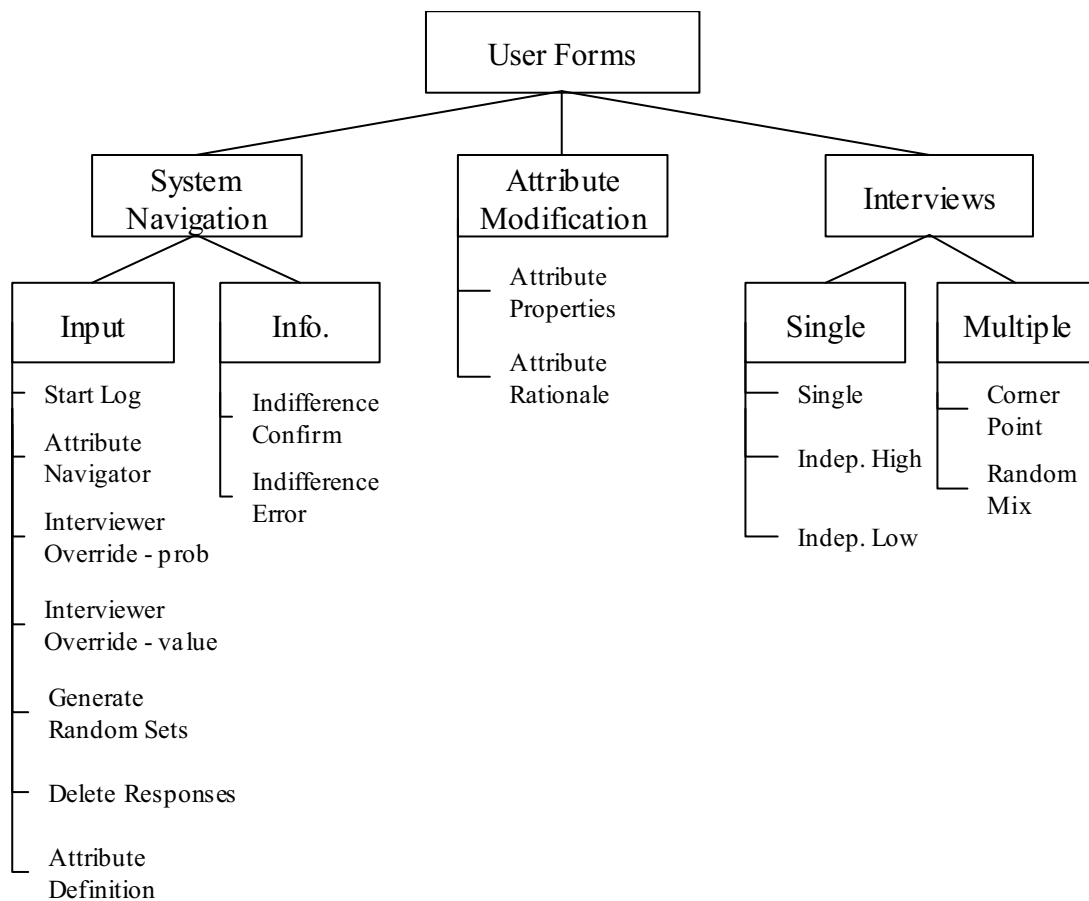 User Forms
System
Navigation
Attribute
Modification
Interviews
Input
Info.
Single
Multiple
Start Log
Attribute
Navigator
Interviewer
Override - prob
Interviewer
Override - value
Generate
Random Sets
Delete Responses
Attribute
Definition
Indifference
Confirm
Indifference
Error
Attribute
Properties
Attribute
Rationale
Single
Indep. High
Indep. Low
Corner
Point
Random
Mix